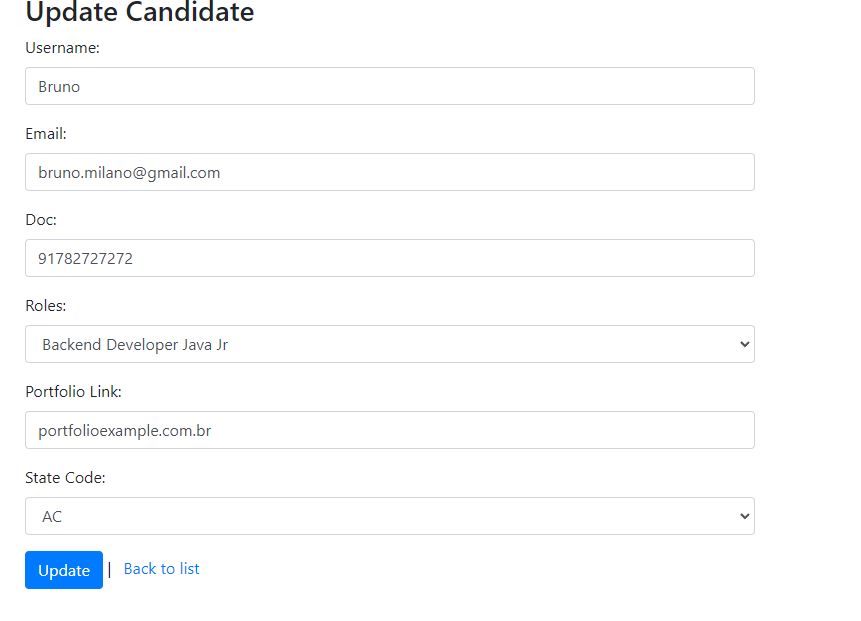 Update Candidate
Username:
Bruno
Email:
bruno.milano@gmail.com
Doc:
91782727272
Roles:
Backend Developer Java Jr
Portfolio Link:
portfolioexample.com.br
State Code:
AC
Update | Back to list